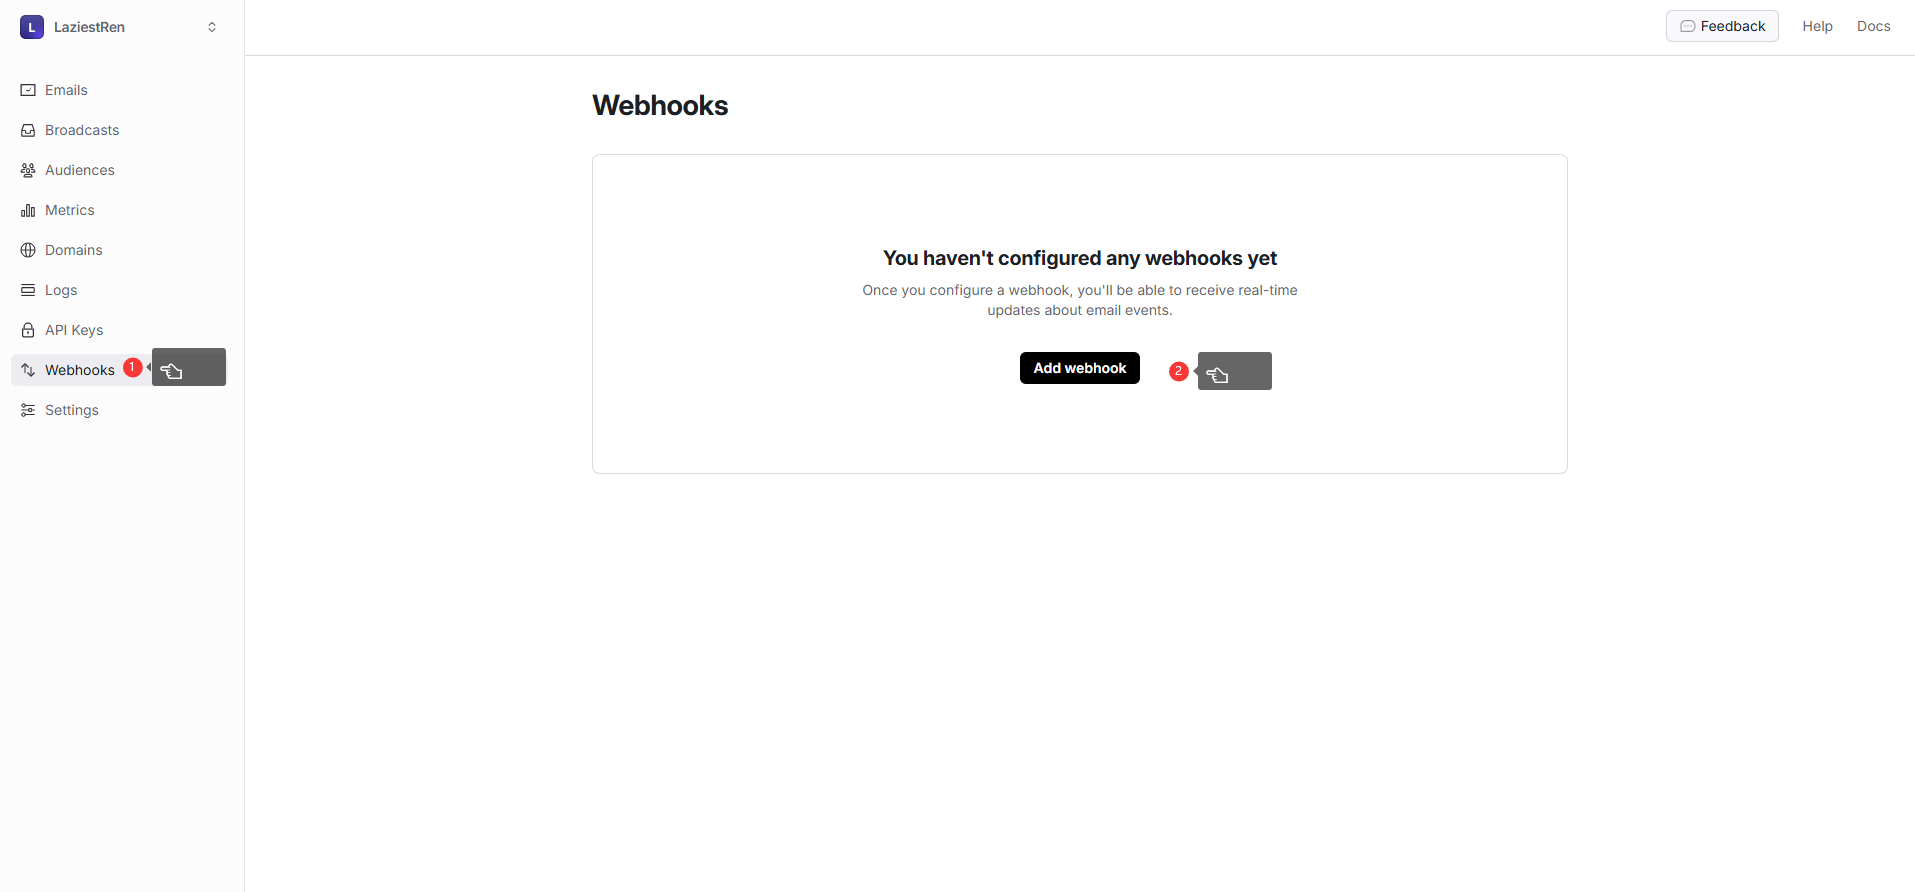 L LaziestRen
Feedback Help Docs
Emails
Broadcasts
Audiences
Metrics
Domains
Logs
API Keys
Webhooks 1
Settings
Webhooks
You haven't configured any webhooks yet
Once you configure a webhook, you'll be able to receive real-time
updates about email events.
Add webhook 2